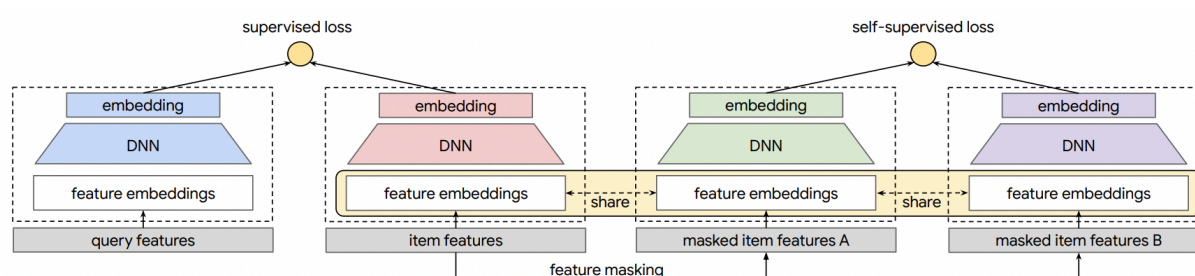 supervised loss
self-supervised loss
embedding
embedding
embedding
embedding
DNN
DNN
DNN
DNN
feature embeddings
feature embeddings
share
feature embeddings
share
feature embeddings
query features
item features
masked item features A
masked item features B
feature masking